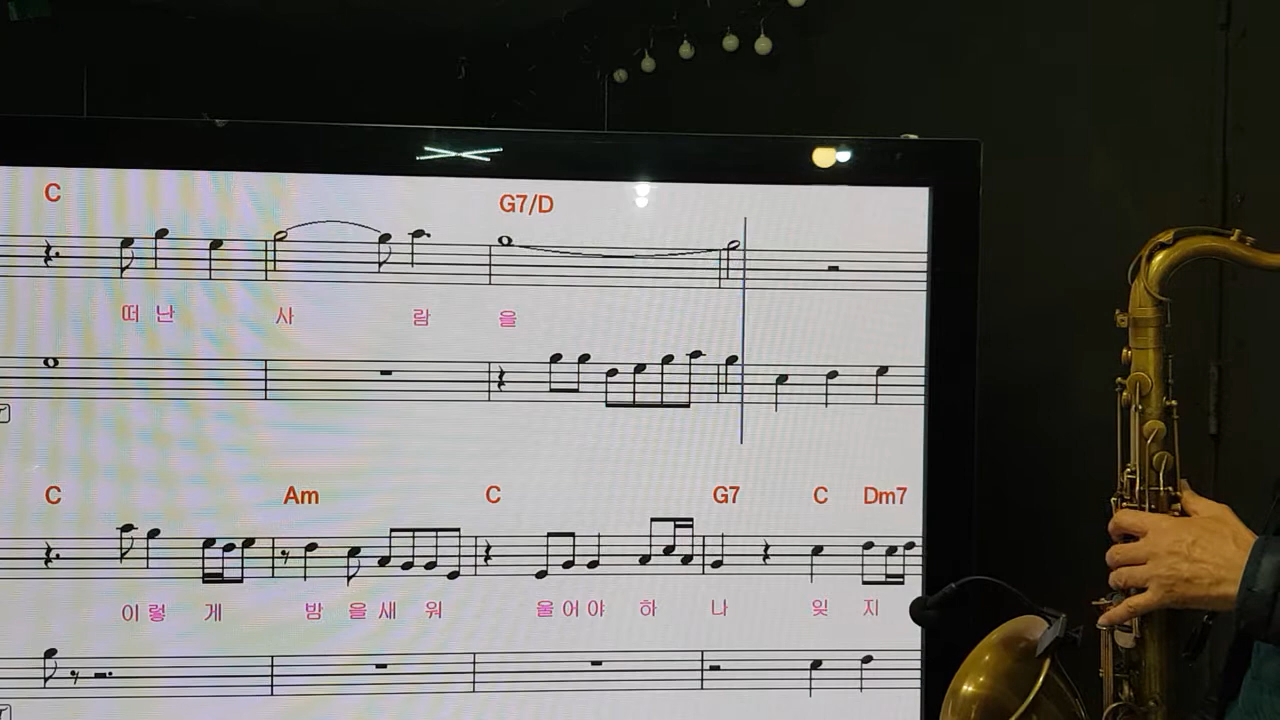 C G7/D
떠 난 사 람 을
C Am C G7 C Dm7
이 렇 게 밤 을 새 워 울 어 야 하 나 잊 지